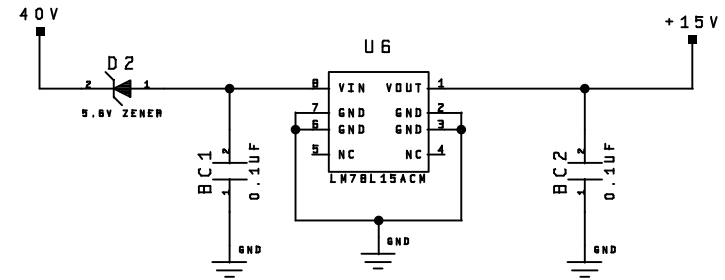 40V
+15V
U6
D2
2 1
5.6V ZENER
8 VIN VOUT 1
7 GND GND 2
6 GND GND 3
5 NC NC 4
LM78L15ACM
BC1
2
1
0.1UF
BC2
2
1
0.1UF
GND
GND
GND